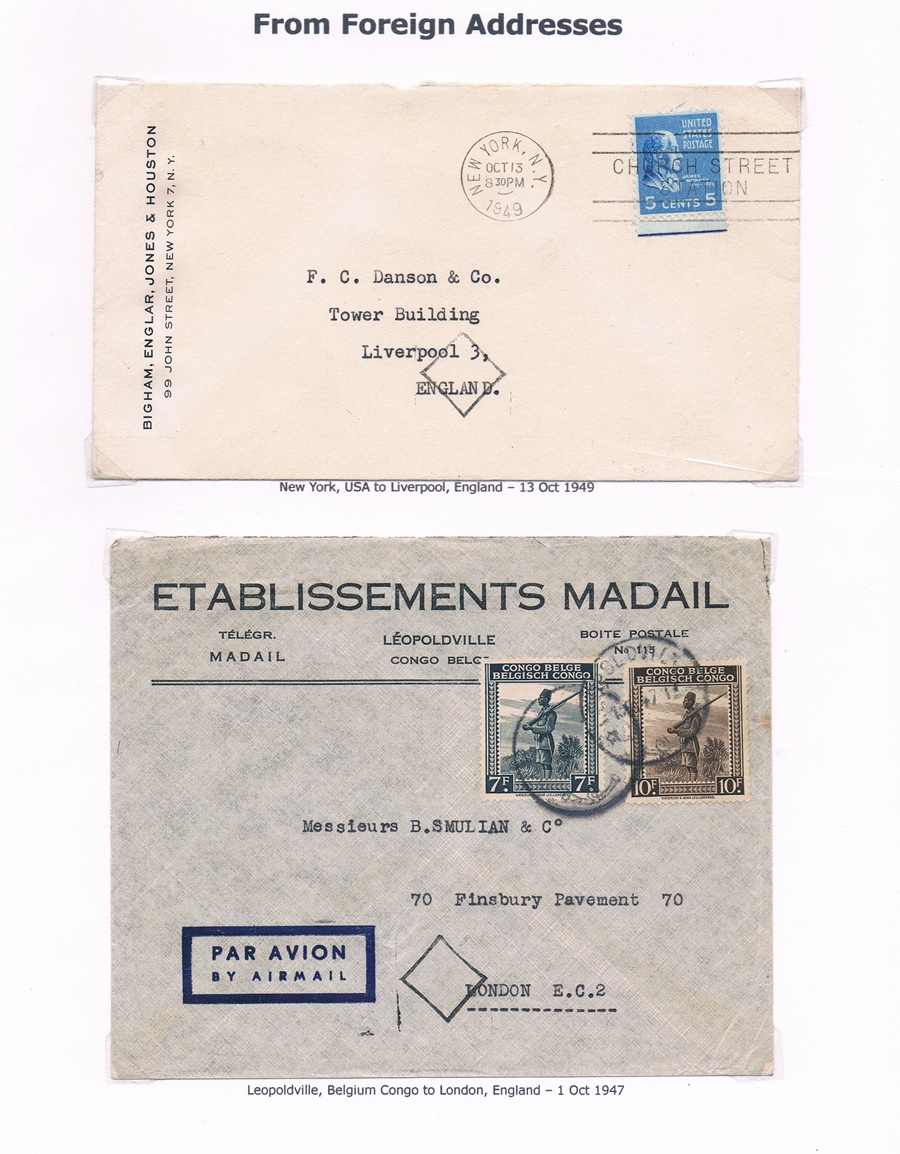 From Foreign Addresses
BIGHAM, ENGLAR, JONES & HOUSTON
99 JOHN STREET, NEW YORK 7, N. Y.
NEW YORK, N.Y.
OCT 13
8 30 PM
1949
UNITED
STATES
POSTAGE
CHURCH STREET
STATION
JAMES
MONROE
5 CENTS 5
F. C. Danson & Co.
Tower Building
Liverpool 3,
ENGLAND.
New York, USA to Liverpool, England – 13 Oct 1949
ETABLISSEMENTS MADAIL
TÉLÉGR.
MADAIL
LÉOPOLDVILLE
CONGO BELGE
BOITE POSTALE
No 115
CONGO BELGE
BELGISCH CONGO
7F. 7F.
CONGO BELGE
BELGISCH CONGO
10F. 10F.
Messieurs B.SMULIAN & C°
70 Finsbury Pavement 70
LONDON E.C.2
PAR AVION
BY AIRMAIL
Leopoldville, Belgium Congo to London, England – 1 Oct 1947